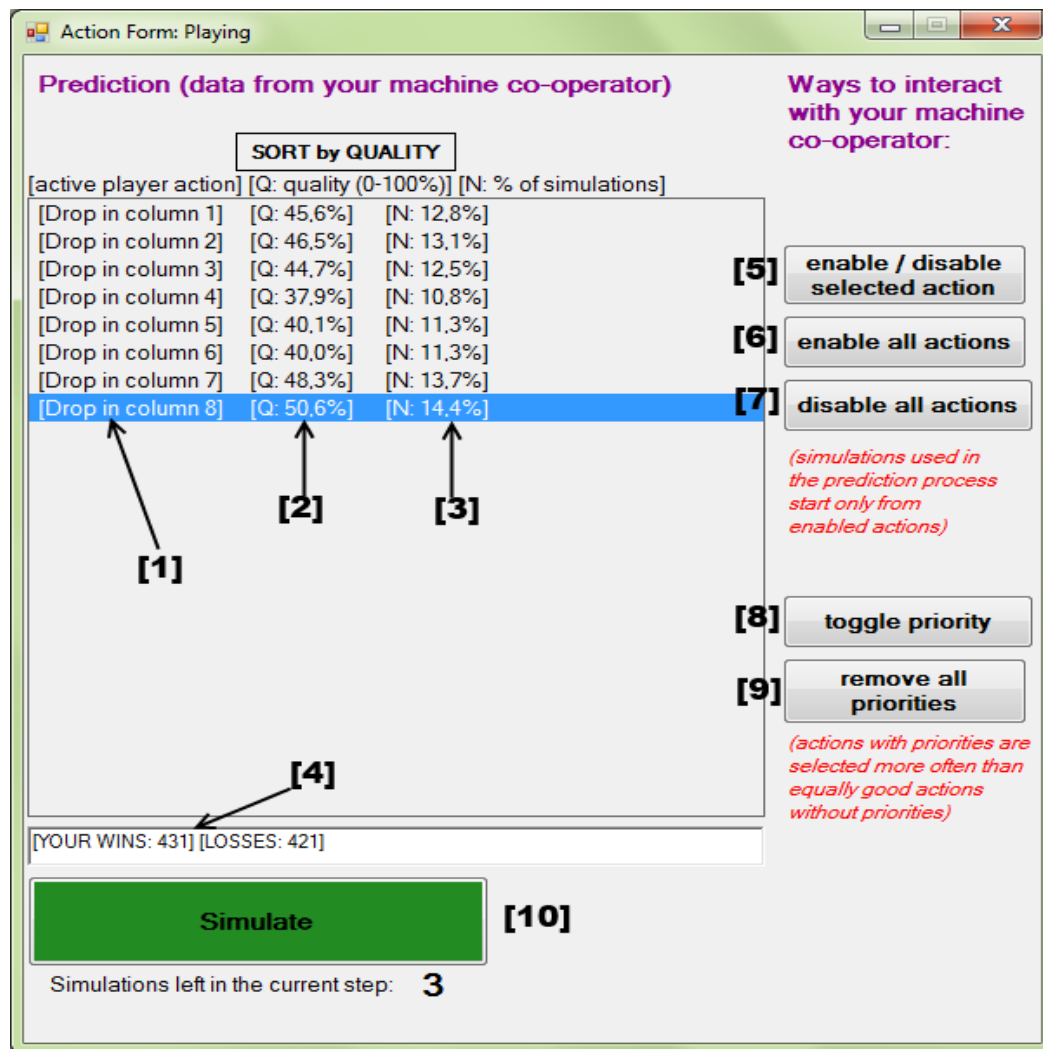 Action Form: Playing
Prediction (data from your machine co-operator)
Ways to interact
with your machine
co-operator:
SORT by QUALITY
[active player action] [Q: quality (0-100%)] [N: % of simulations]
[Drop in column 1] [Q: 45,6%] [N: 12,8%]
[Drop in column 2] [Q: 46,5%] [N: 13,1%]
[Drop in column 3] [Q: 44,7%] [N: 12,5%]
[Drop in column 4] [Q: 37,9%] [N: 10,8%]
[Drop in column 5] [Q: 40,1%] [N: 11,3%]
[Drop in column 6] [Q: 40,0%] [N: 11,3%]
[Drop in column 7] [Q: 48,3%] [N: 13,7%]
[Drop in column 8] [Q: 50,6%] [N: 14,4%]
[1]
[2]
[3]
[4]
[YOUR WINS: 431] [LOSSES: 421]
[5] enable / disable
selected action
[6] enable all actions
[7] disable all actions
(simulations used in
the prediction process
start only from
enabled actions)
[8] toggle priority
[9] remove all
priorities
(actions with priorities are
selected more often than
equally good actions
without priorities)
Simulate [10]
Simulations left in the current step: 3